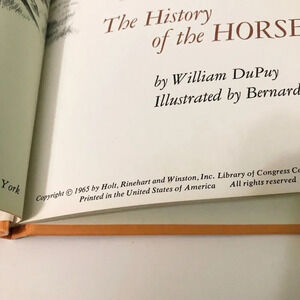 The History
of the HORSE
by William DuPuy
Illustrated by Bernard
York
Copyright © 1965 by Holt, Rinehart and Winston, Inc. Library of Congress C
Printed in the United States of America All rights reserved